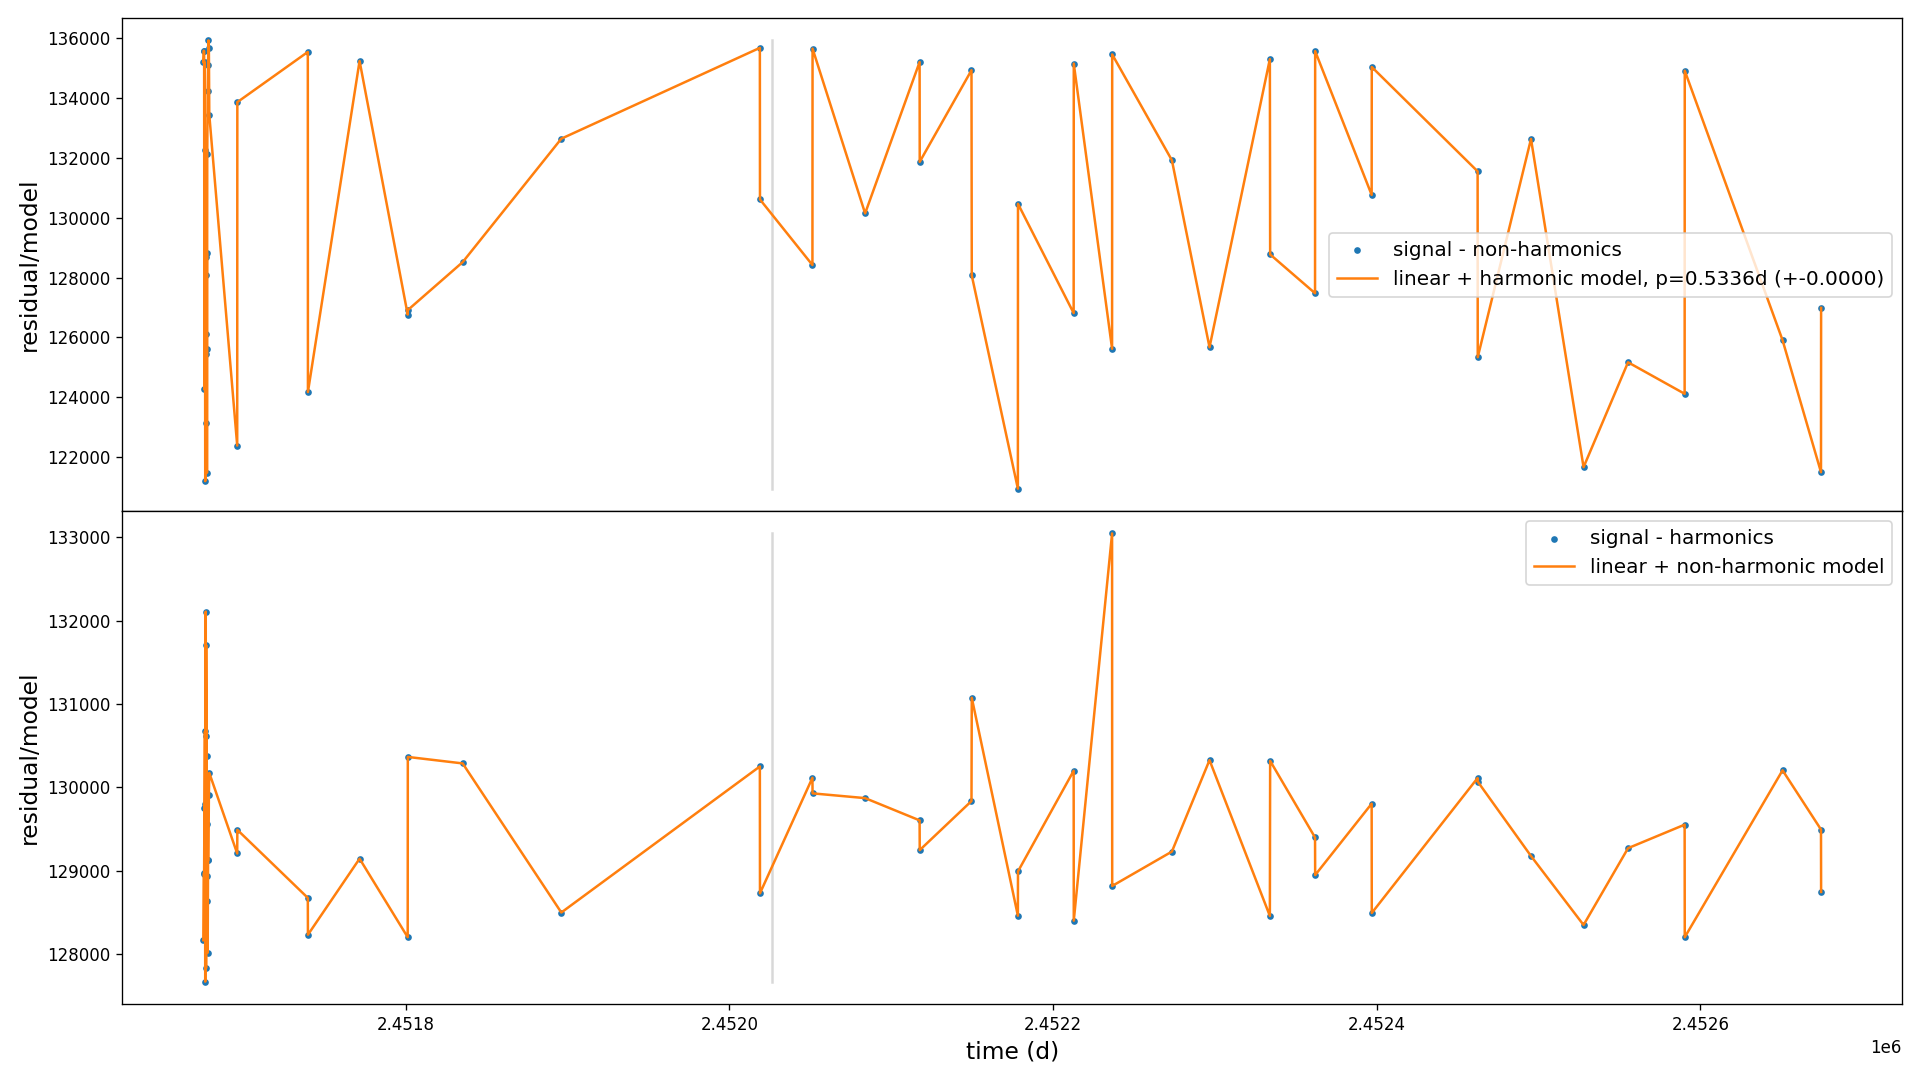 136000
134000
132000
130000
128000
126000
124000
122000
residual/model
signal - non-harmonics
linear + harmonic model, p=0.5336d (+-0.0000)
133000
132000
131000
130000
129000
128000
residual/model
signal - harmonics
linear + non-harmonic model
2.4518 2.4520 2.4522 2.4524 2.4526
time (d)
1e6